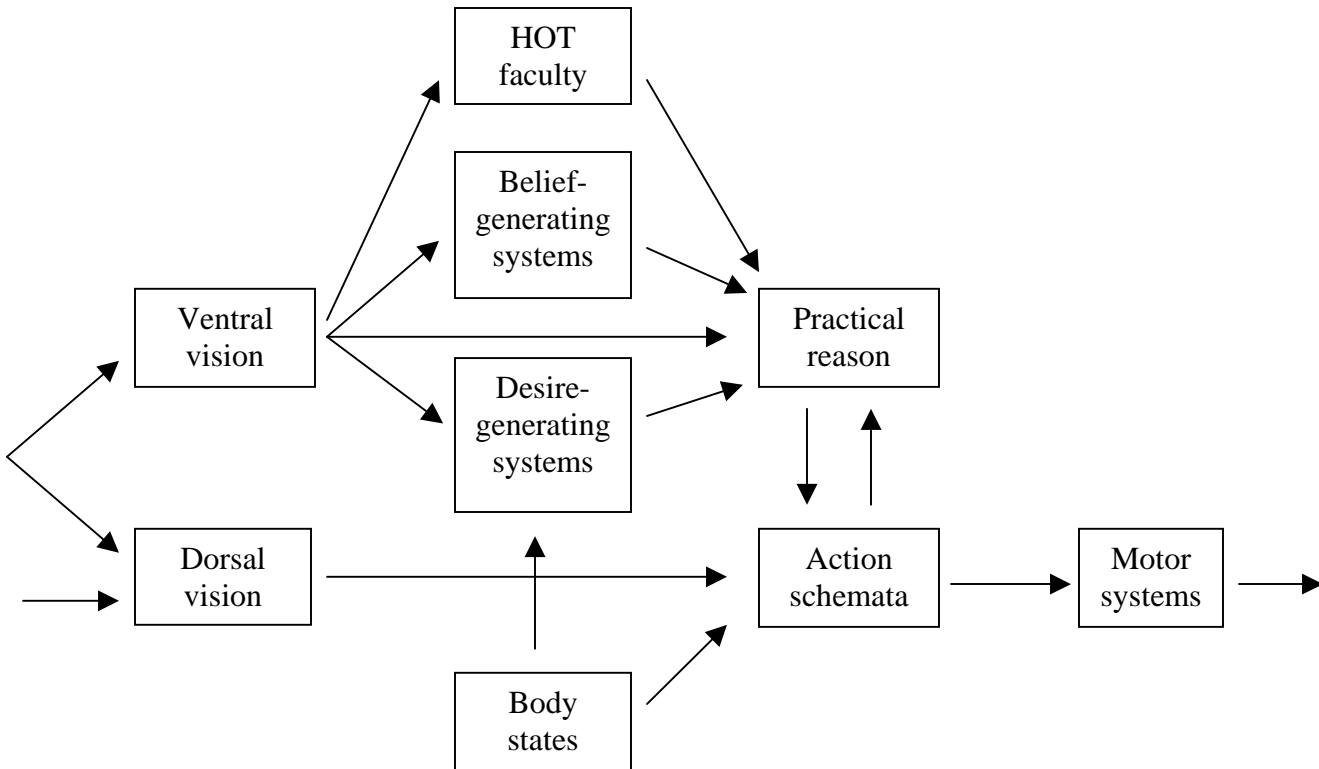 HOT
faculty
Belief-
generating
systems
Ventral
vision
Practical
reason
Desire-
generating
systems
Dorsal
vision
Action
schemata
Motor
systems
Body
states